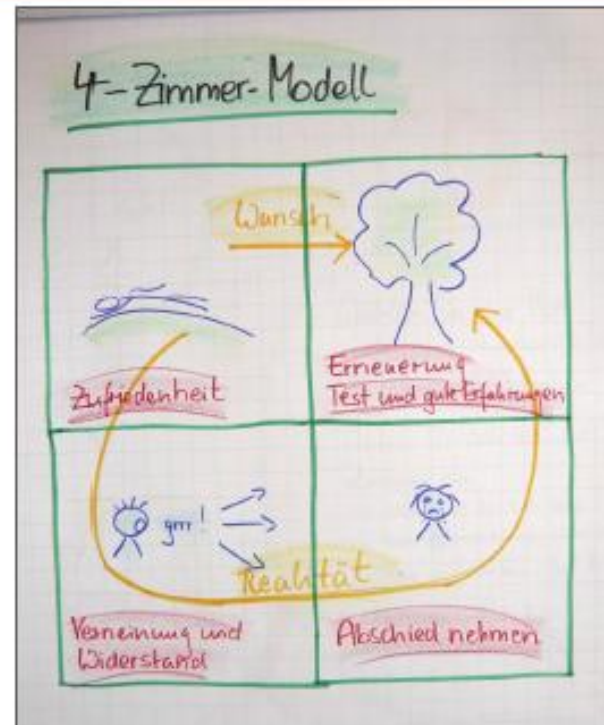 4-Zimmer-Modell
Wunsch
Zufriedenheit
Erneuerung
Test und gute Erfahrungen
grr!
Realität
Verneinung und
Widerstand
Abschied nehmen